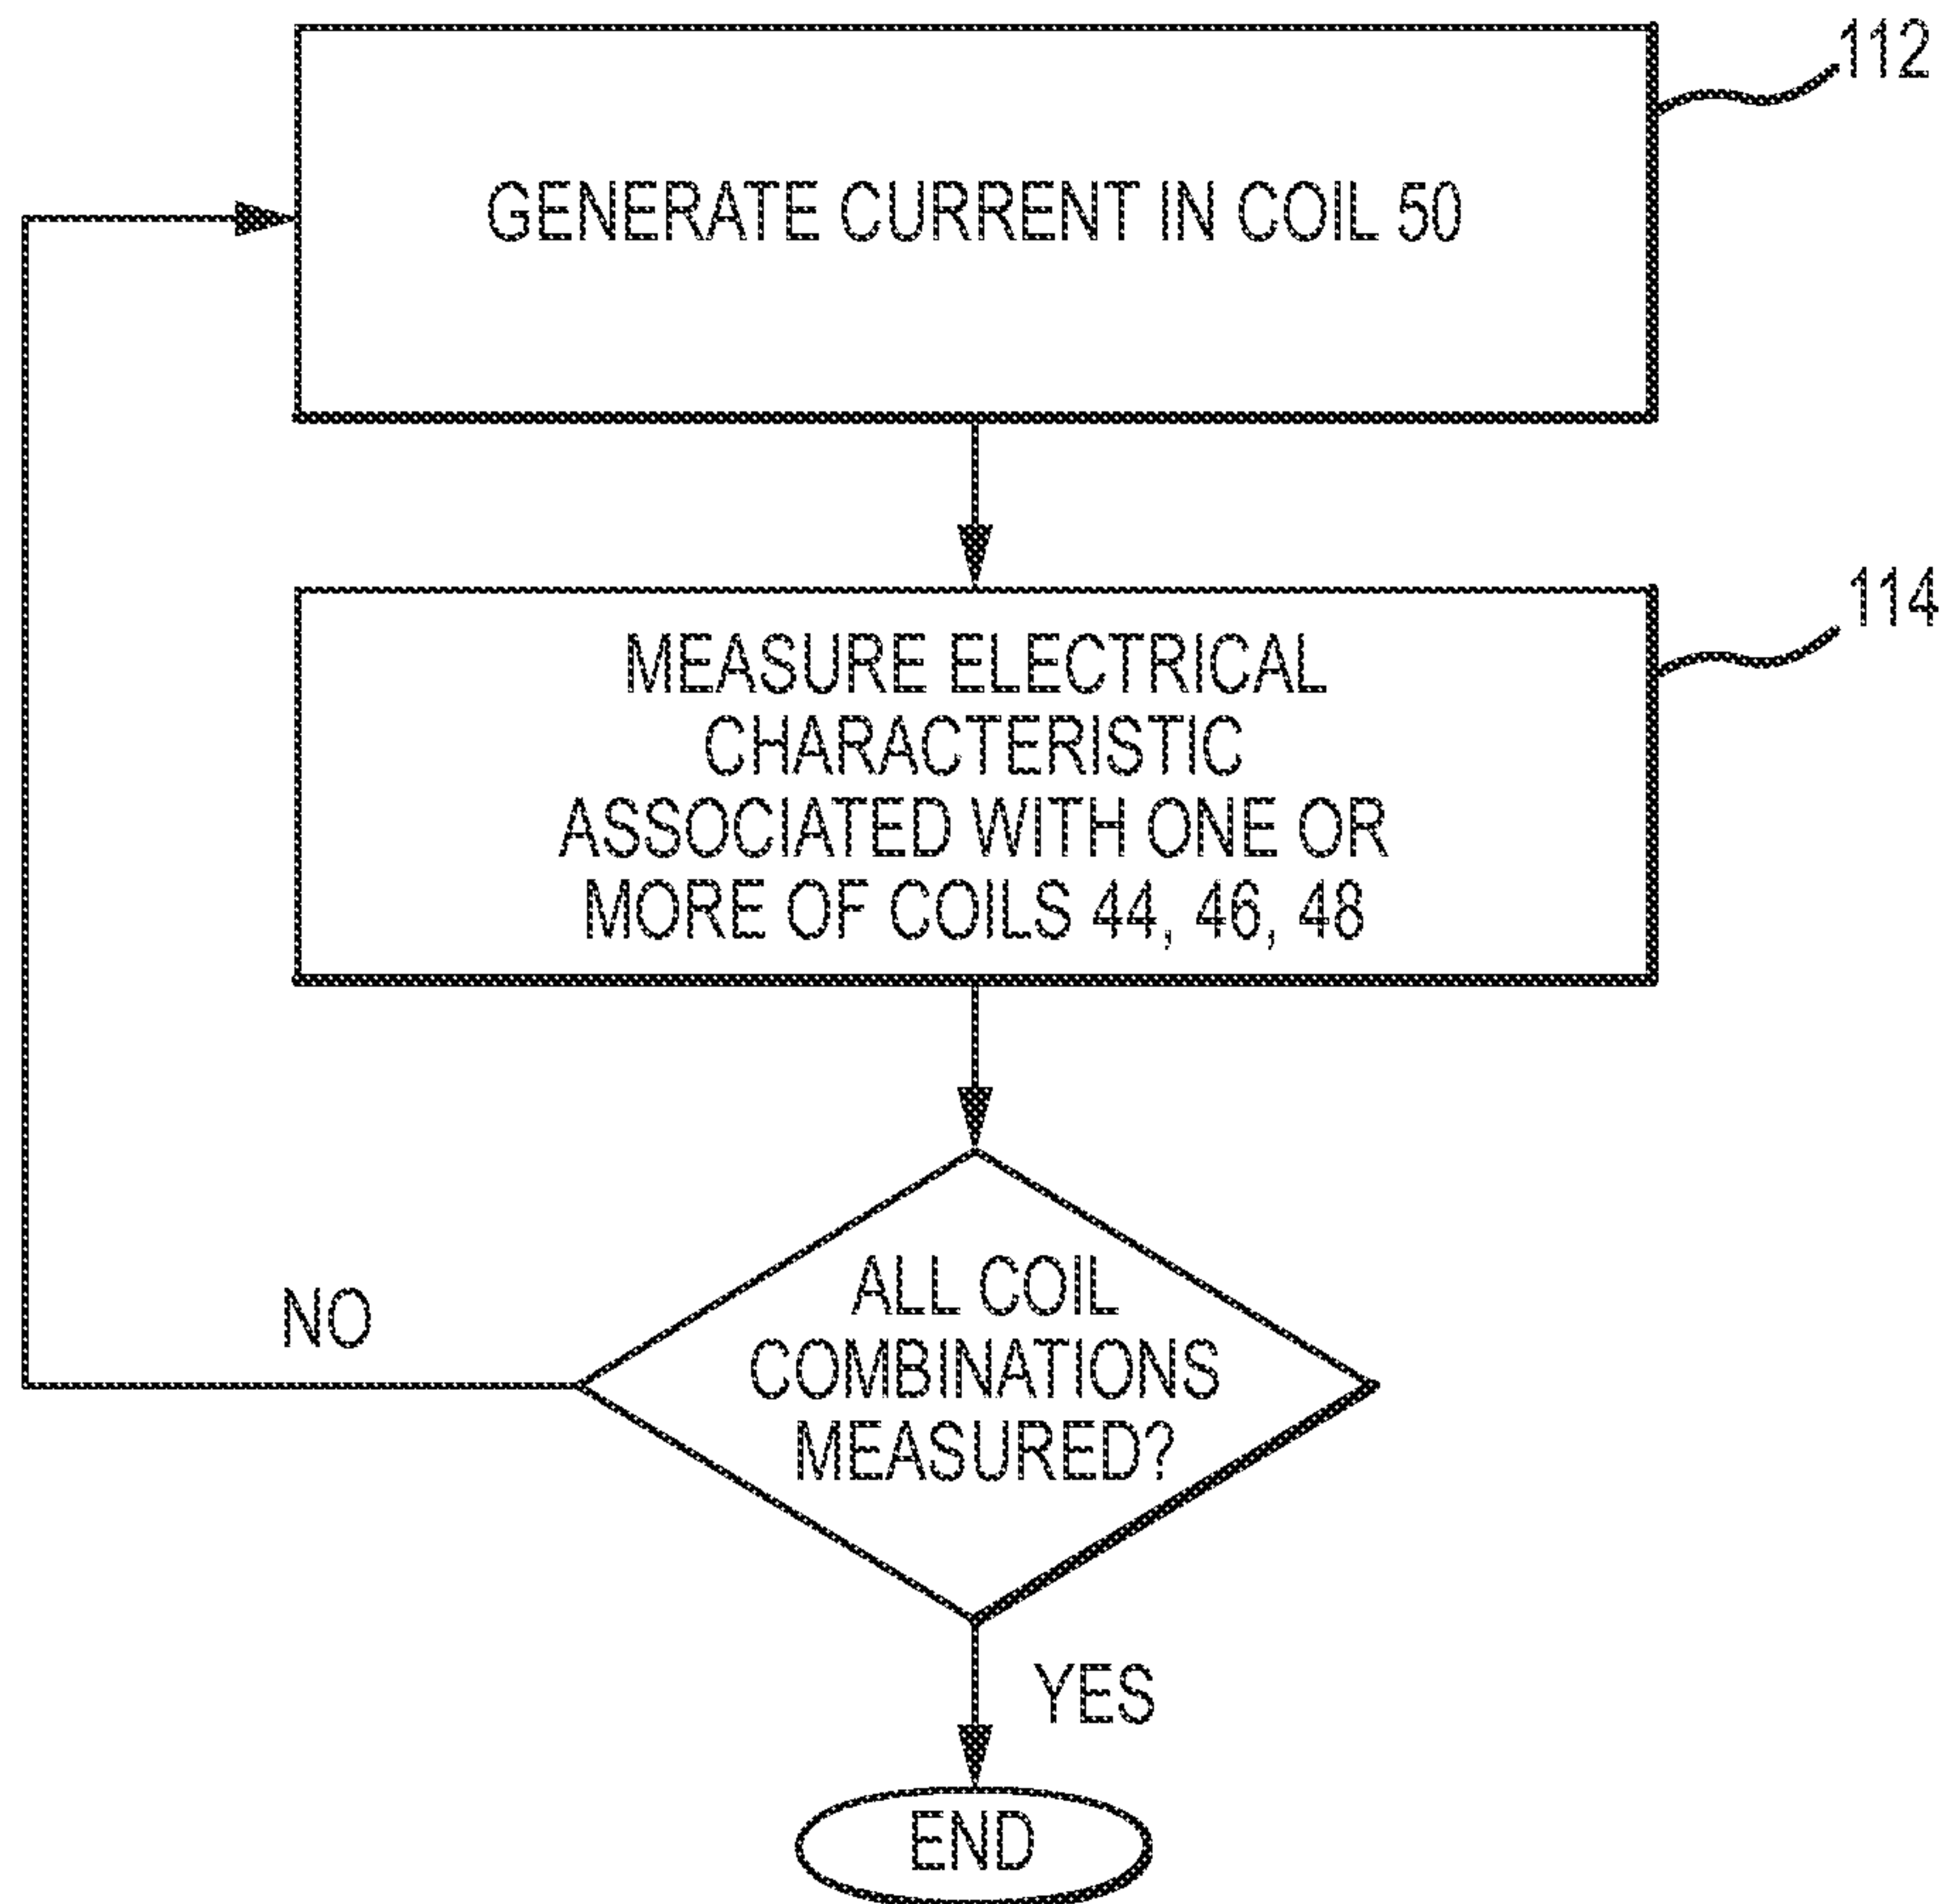 112
GENERATE CURRENT IN COIL 50
114
MEASURE ELECTRICAL
CHARACTERISTIC
ASSOCIATED WITH ONE OR
MORE OF COILS 44, 46, 48
ALL COIL
COMBINATIONS
MEASURED?
NO
YES
END